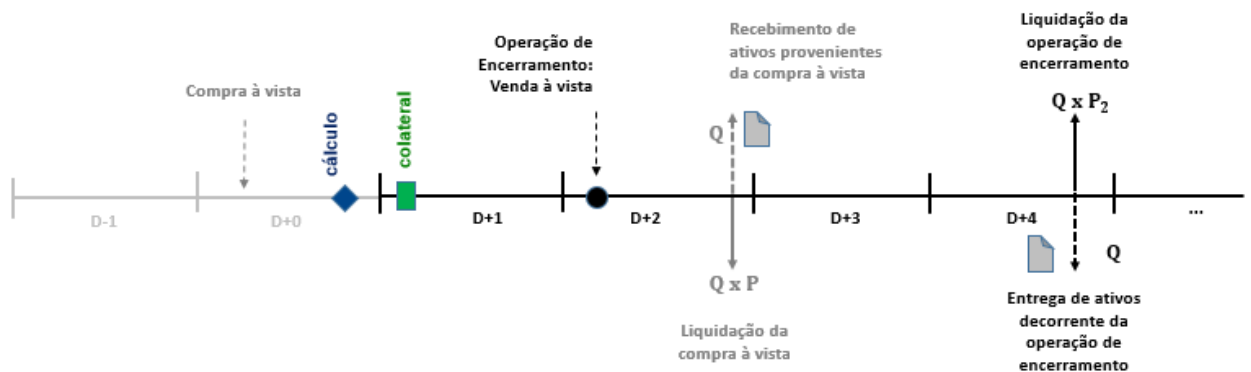 Compra à vista
cálculo
colateral
Operação de
Encerramento:
Venda à vista
Recebimento de
ativos provenientes
da compra à vista
Q
Liquidação da
operação de
encerramento
Q x P₂
D-1
D+0
D+1
D+2
D+3
D+4
...
Q x P
Liquidação da
compra à vista
Q
Entrega de ativos
decorrente da
operação de
encerramento